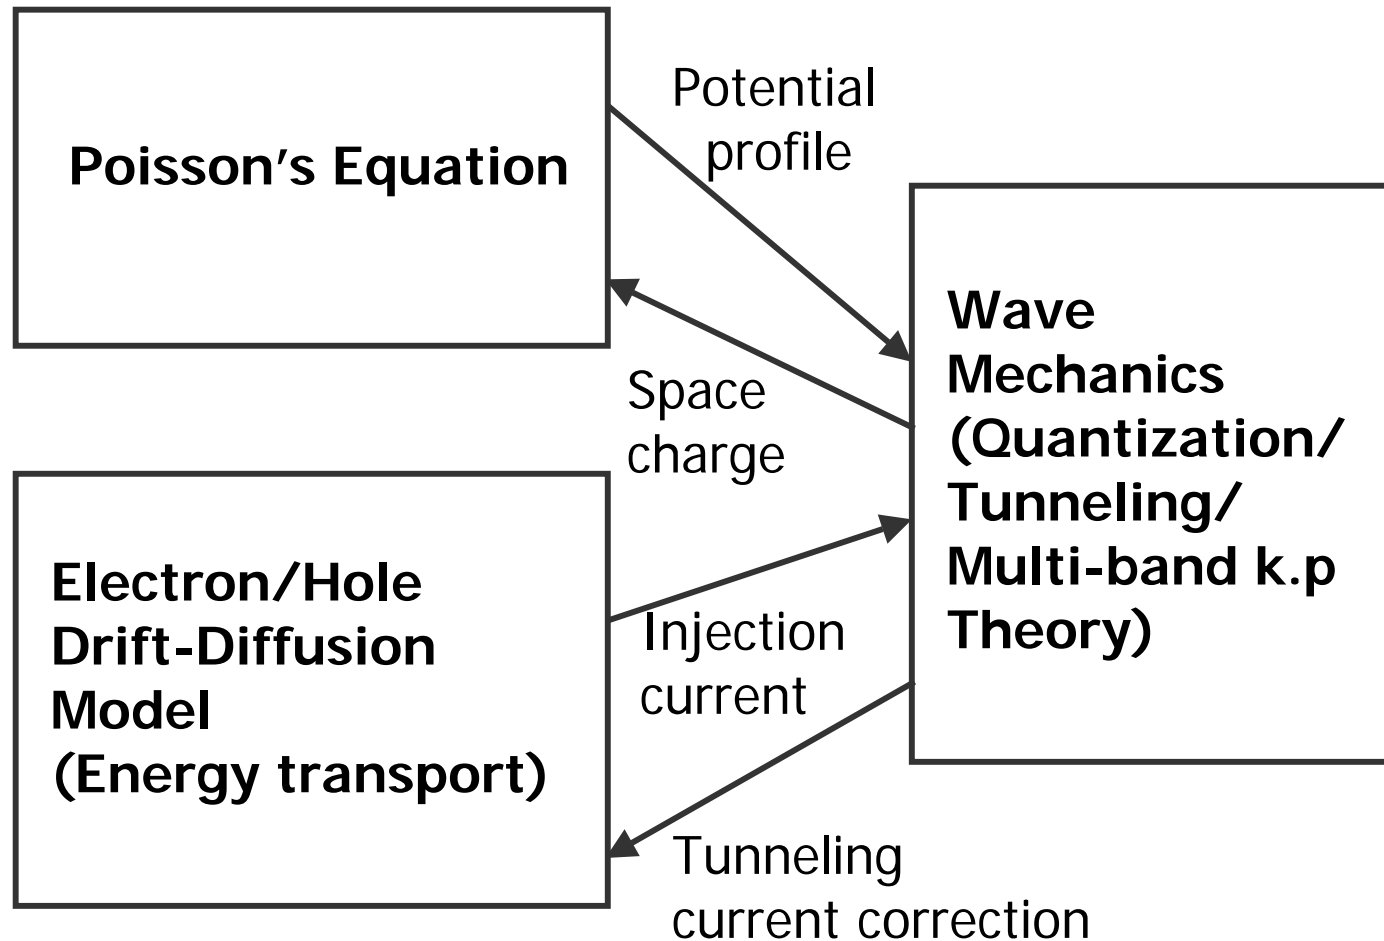 Poisson's Equation
Potential
profile
Space
charge
Wave
Mechanics
(Quantization/
Tunneling/
Multi-band k.p
Theory)
Electron/Hole
Drift-Diffusion
Model
(Energy transport)
Injection
current
Tunneling
current correction